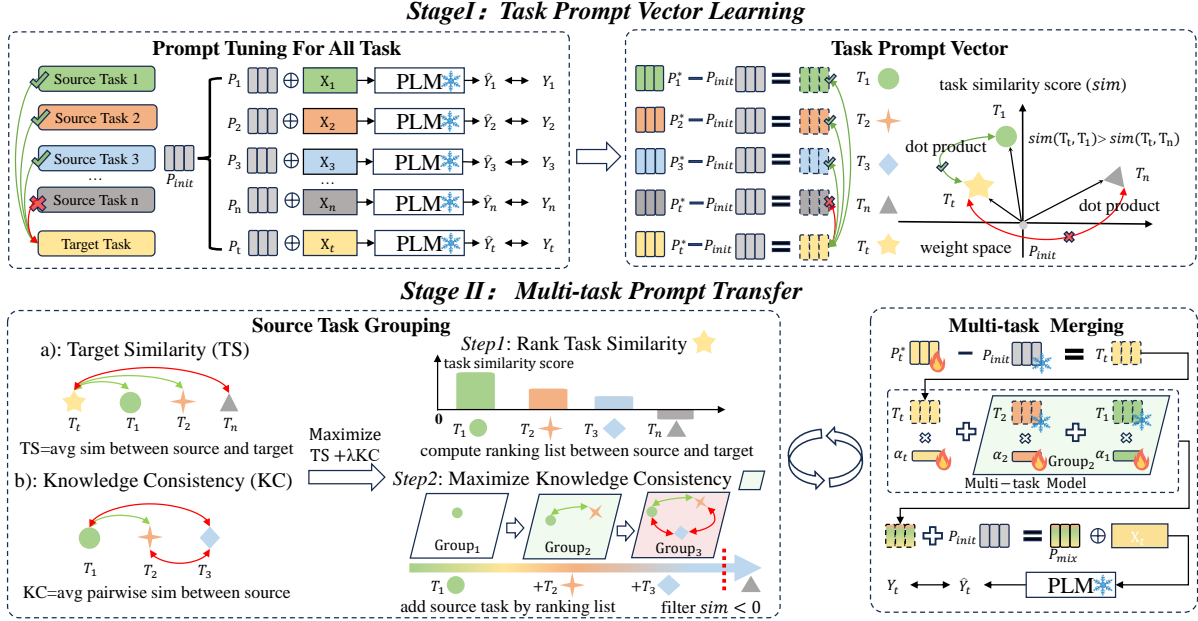 Stage I: Task Prompt Vector Learning
Prompt Tuning For All Task
Source Task 1
Source Task 2
Source Task 3
...
Source Task n
Target Task
P_init
P_1 ⊕ X_1 PLM Ŷ_1 Y_1
P_2 ⊕ X_2 PLM Ŷ_2 Y_2
P_3 ⊕ X_3 PLM Ŷ_3 Y_3
...
P_n ⊕ X_n PLM Ŷ_n Y_n
P_t ⊕ X_t PLM Ŷ_t Y_t
Task Prompt Vector
P_1^* − P_init = T_1
P_2^* − P_init = T_2
P_3^* − P_init = T_3
P_t^* − P_init = T_n
P_t^* − P_init = T_t
task similarity score (sim)
T_1
sim(T_t, T_1) > sim(T_t, T_n)
dot product
T_n
T_t
dot product
weight space
P_init
Stage II: Multi-task Prompt Transfer
Source Task Grouping
a): Target Similarity (TS)
T_t T_1 T_2 T_n
TS=avg sim between source and target
b): Knowledge Consistency (KC)
T_1 T_2 T_3
KC=avg pairwise sim between source
Maximize
TS +λKC
Step1: Rank Task Similarity
task similarity score
0
T_1 T_2 T_3 T_n
compute ranking list between source and target
Step2: Maximize Knowledge Consistency
Group_1 Group_2 Group_3
T_1 +T_2 +T_3
add source task by ranking list filter sim < 0
Multi-task Merging
P_t^* − P_init = T_t
T_t T_2 T_1
α_t α_2 α_1
Group_2
Multi−task Model
P_init = P_mix ⊕ X_t
Y_t Ŷ_t PLM